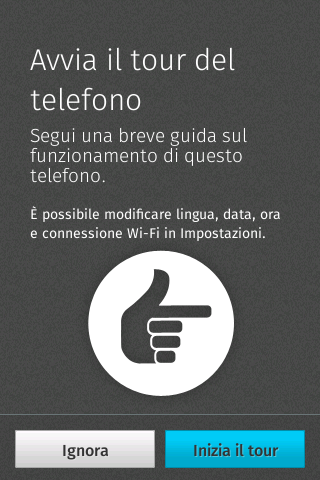 Avvia il tour del
telefono
Segui una breve guida sul
funzionamento di questo
telefono.
È possibile modificare lingua, data, ora
e connessione Wi-Fi in Impostazioni.
Ignora
Inizia il tour